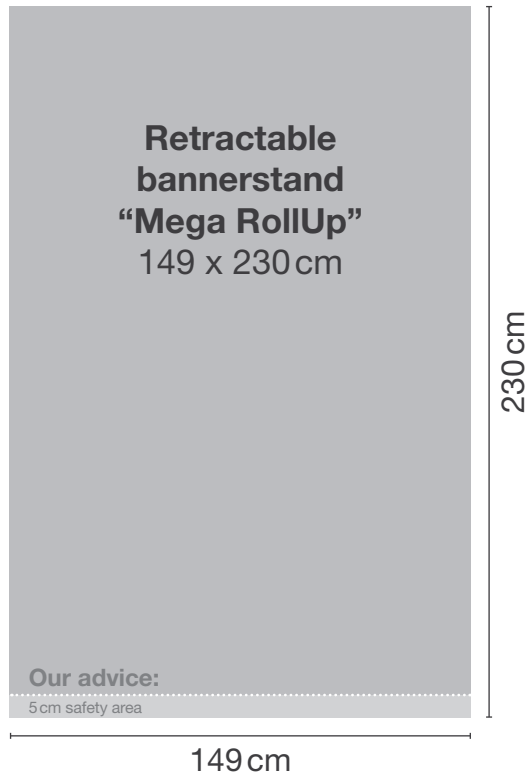 Retractable
bannerstand
“Mega RollUp”
149 x 230 cm
230 cm
Our advice:
5 cm safety area
149 cm